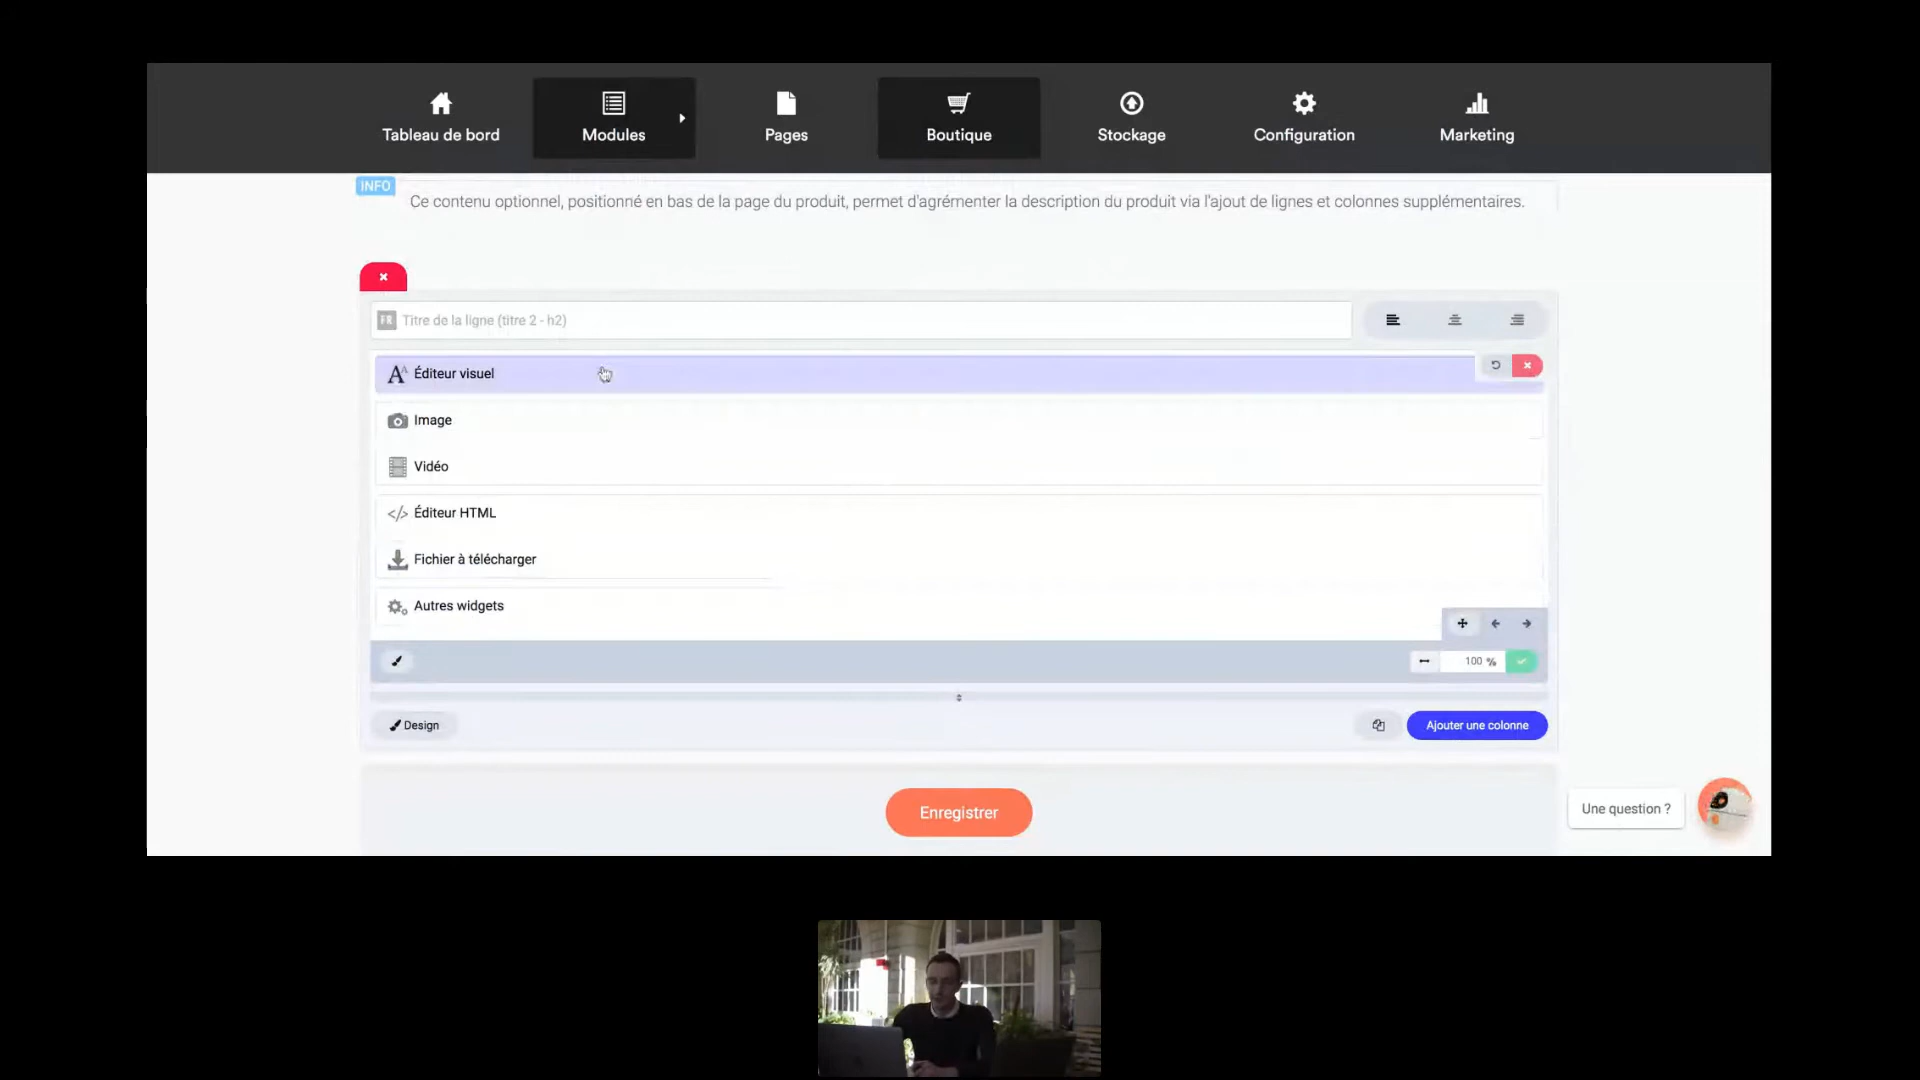 Tableau de bord
Modules
Pages
Boutique
Stockage
Configuration
Marketing
INFO
Ce contenu optionnel, positionné en bas de la page du produit, permet d'agrémenter la description du produit via l'ajout de lignes et colonnes supplémentaires.
FR Titre de la ligne (titre 2 - h2)
Éditeur visuel
Image
Vidéo
</> Éditeur HTML
Fichier à télécharger
Autres widgets
100 %
Design
Ajouter une colonne
Enregistrer
Une question ?